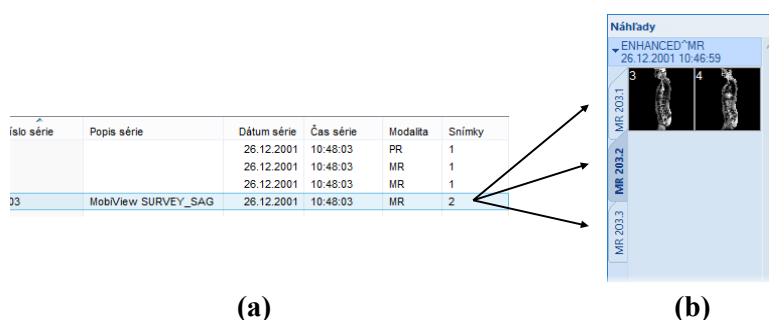 íslo série Popis série Dátum série Čas série Modalita Snímky
26.12.2001 10:48:03 PR 1
26.12.2001 10:48:03 MR 1
26.12.2001 10:48:03 MR 1
03 MobiView SURVEY_SAG 26.12.2001 10:48:03 MR 2
(a)
Náhľady
ENHANCED^MR
26.12.2001 10:46:59
3 4
MR 203.1
MR 203.2
MR 203.3
(b)